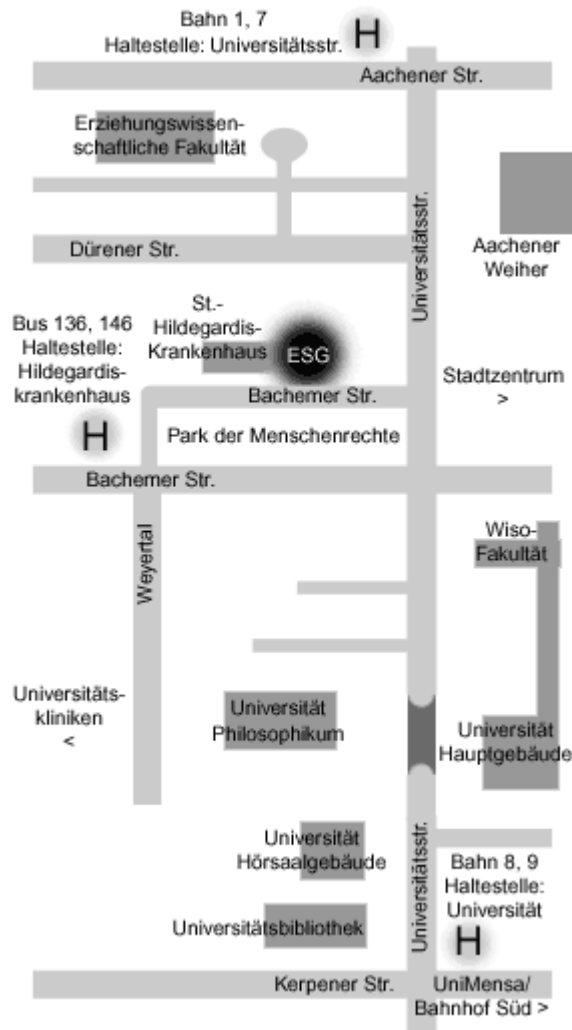 Bahn 1, 7
Haltestelle: Universitätsstr.
H
Aachener Str.
Erziehungswissen-
schaftliche Fakultät
Universitätsstr.
Dürener Str.
Aachener
Weiher
St.-
Hildegardis-
Krankenhaus
ESG
Bus 136, 146
Haltestelle:
Hildegardis-
krankenhaus
H
Stadtzentrum
>
Bachemer Str.
Park der Menschenrechte
Bachemer Str.
Weyertal
Wiso-
Fakultät
Universitäts-
kliniken
<
Universität
Philosophikum
Universität
Hauptgebäude
Universität
Hörsaalgebäude
Universitätsstr.
Bahn 8, 9
Haltestelle:
Universität
H
Universitätsbibliothek
Kerpener Str.
UniMensa/
Bahnhof Süd >